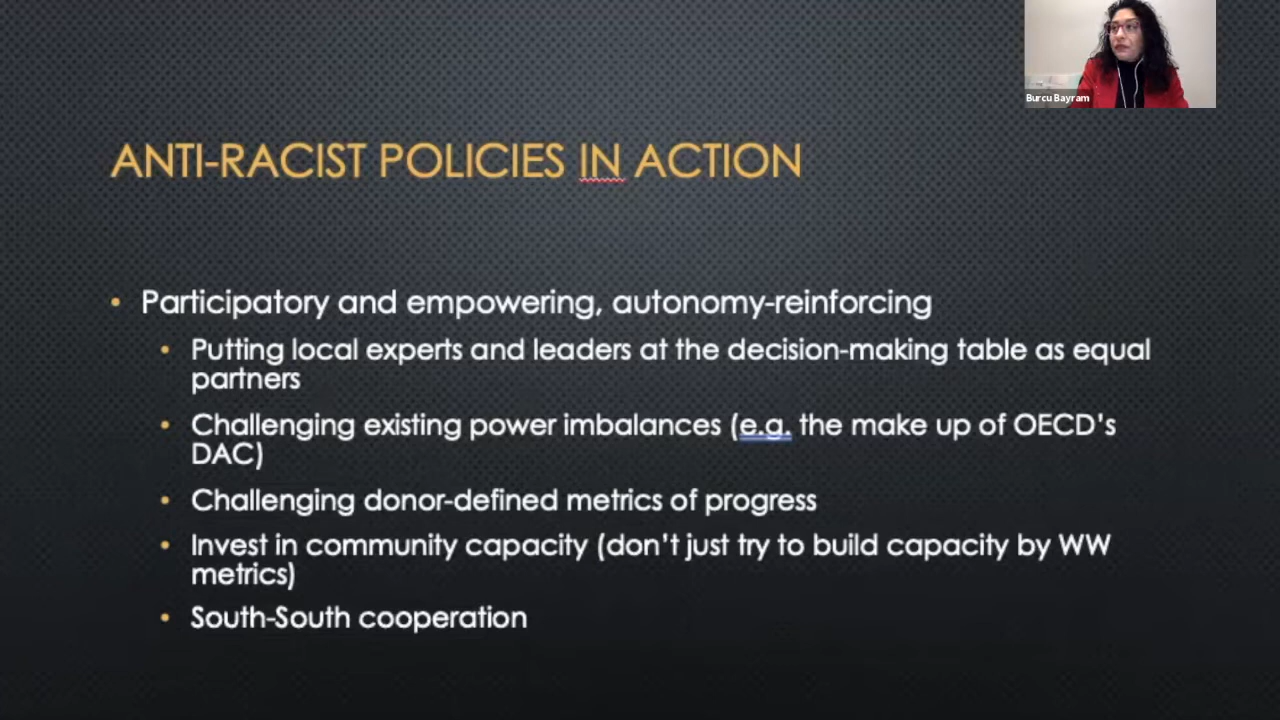 Burcu Bayram
ANTI-RACIST POLICIES IN ACTION
• Participatory and empowering, autonomy-reinforcing
• Putting local experts and leaders at the decision-making table as equal
partners
• Challenging existing power imbalances (e.g. the make up of OECD's
DAC)
• Challenging donor-defined metrics of progress
• Invest in community capacity (don't just try to build capacity by WW
metrics)
• South-South cooperation